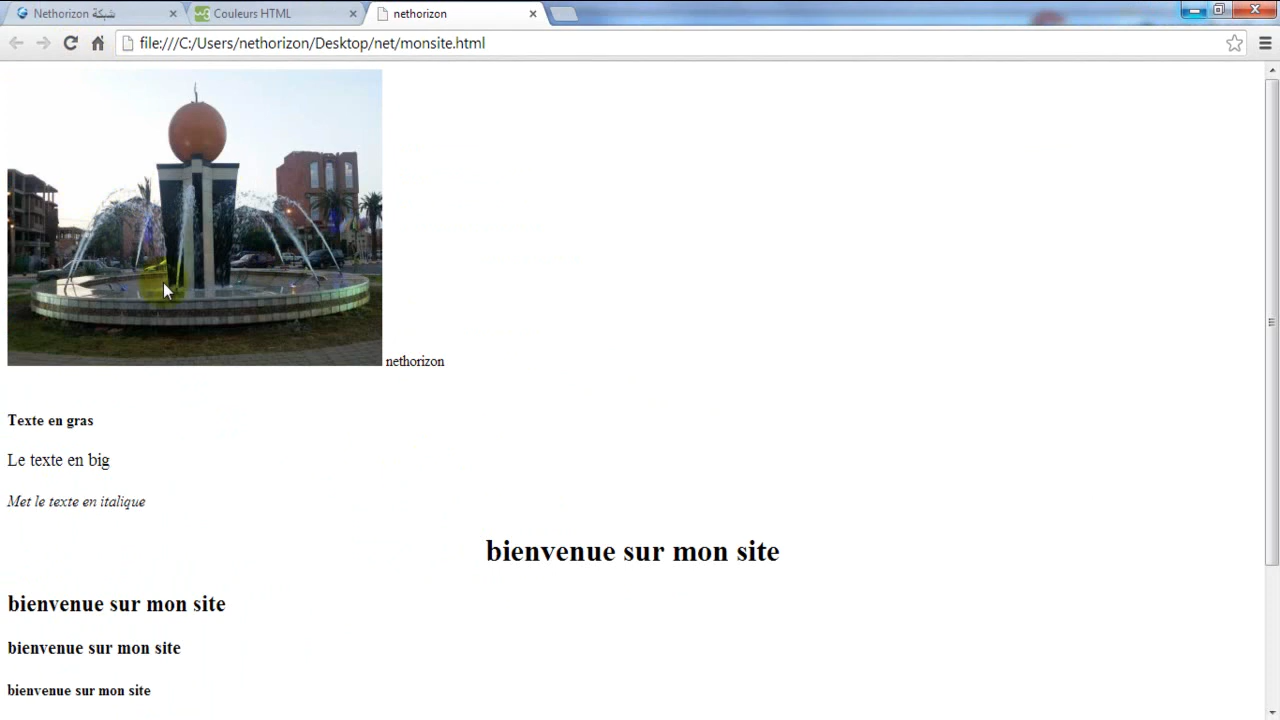 Nethorizon شبكة
Couleurs HTML
nethorizon
file:///C:/Users/nethorizon/Desktop/net/monsite.html
nethorizon
Texte en gras
Le texte en big
Met le texte en italique
bienvenue sur mon site
bienvenue sur mon site
bienvenue sur mon site
bienvenue sur mon site